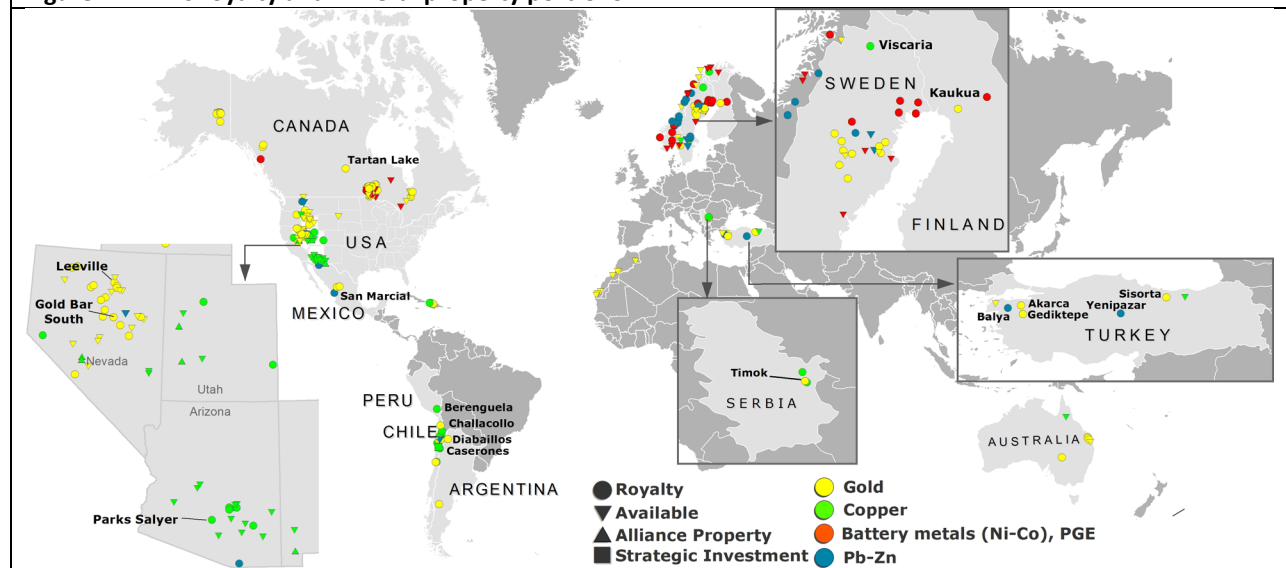 CANADA
Tartan Lake
USA
San Marcial
MEXICO
Leeville
Gold Bar
South
Nevada
Utah
Arizona
Parks Salyer
PERU
Berenguela
Challacollo
CHILE
Diabaillos
Caserones
ARGENTINA
Viscaria
SWEDEN
Kaukua
FINLAND
Timok
SERBIA
Sisorta
Akarca
Yenipazar
Balya
Gediktepe
TURKEY
AUSTRALIA
Royalty
Available
Alliance Property
Strategic Investment
Gold
Copper
Battery metals (Ni-Co), PGE
Pb-Zn